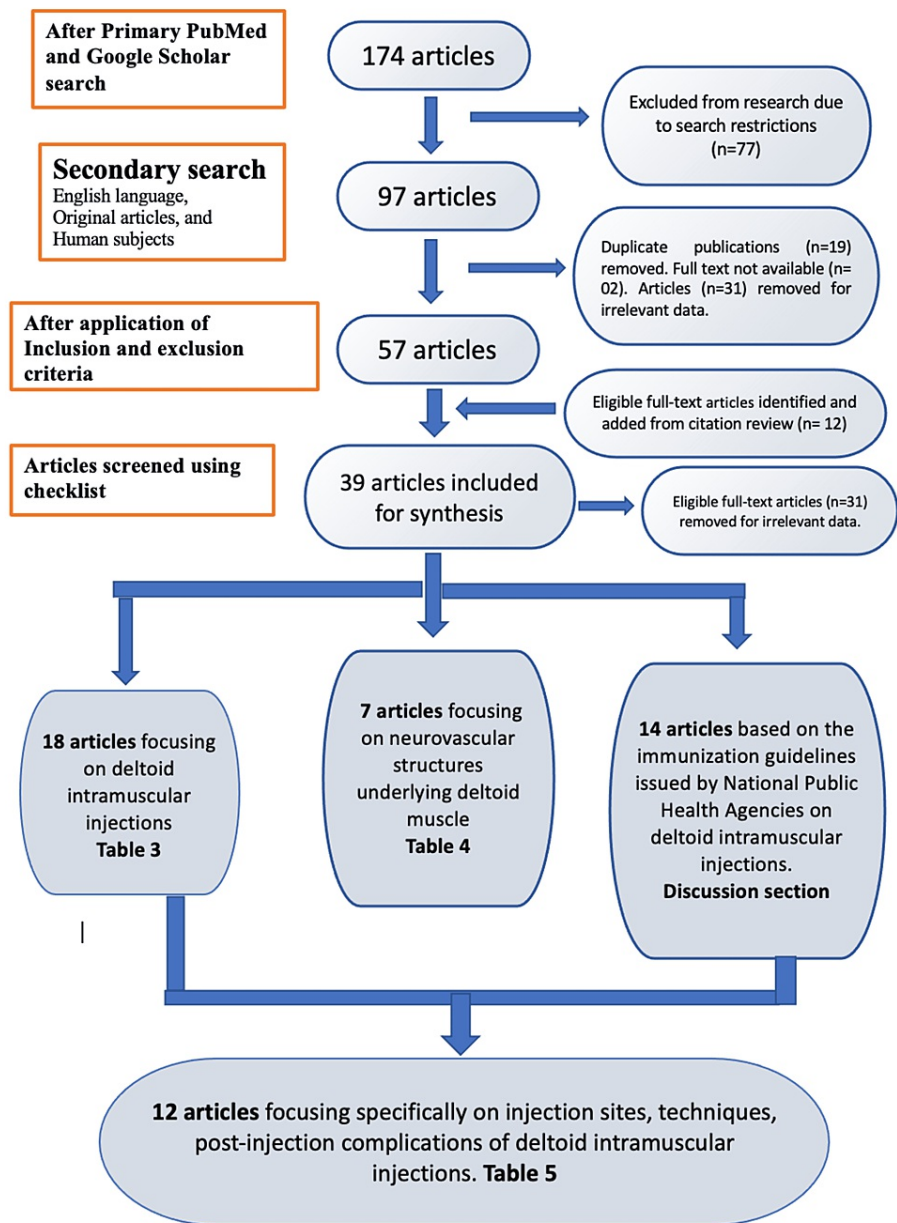 After Primary PubMed
and Google Scholar
search
174 articles
Excluded from research due
to search restrictions
(n=77)
Secondary search
English language,
Original articles, and
Human subjects
97 articles
Duplicate publications (n=19)
removed. Full text not available (n=
02). Articles (n=31) removed for
irrelevant data.
After application of
Inclusion and exclusion
criteria
57 articles
Eligible full-text articles identified and
added from citation review (n= 12)
Articles screened using
checklist
39 articles included
for synthesis
Eligible full-text articles (n=31)
removed for irrelevant data.
18 articles focusing
on deltoid
intramuscular
injections
Table 3
7 articles focusing
on neurovascular
structures
underlying deltoid
muscle
Table 4
14 articles based on the
immunization guidelines
issued by National Public
Health Agencies on
deltoid intramuscular
injections.
Discussion section
12 articles focusing specifically on injection sites, techniques,
post-injection complications of deltoid intramuscular
injections. Table 5